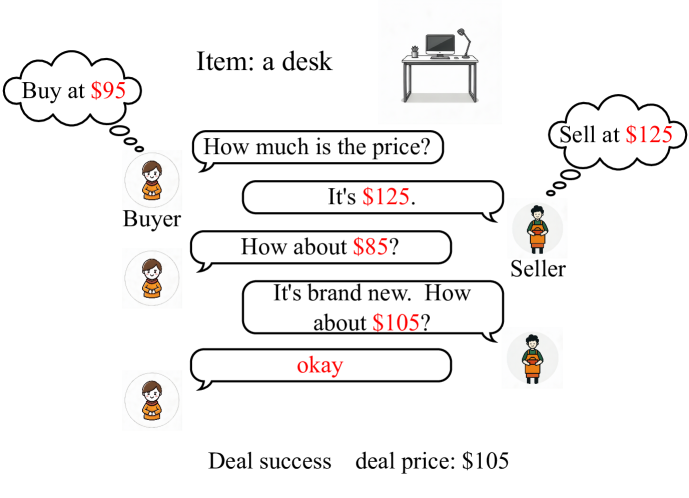 Item: a desk
Buy at $95
Sell at $125
How much is the price?
It's $125.
Buyer
How about $85?
Seller
It's brand new. How
about $105?
okay
Deal success deal price: $105